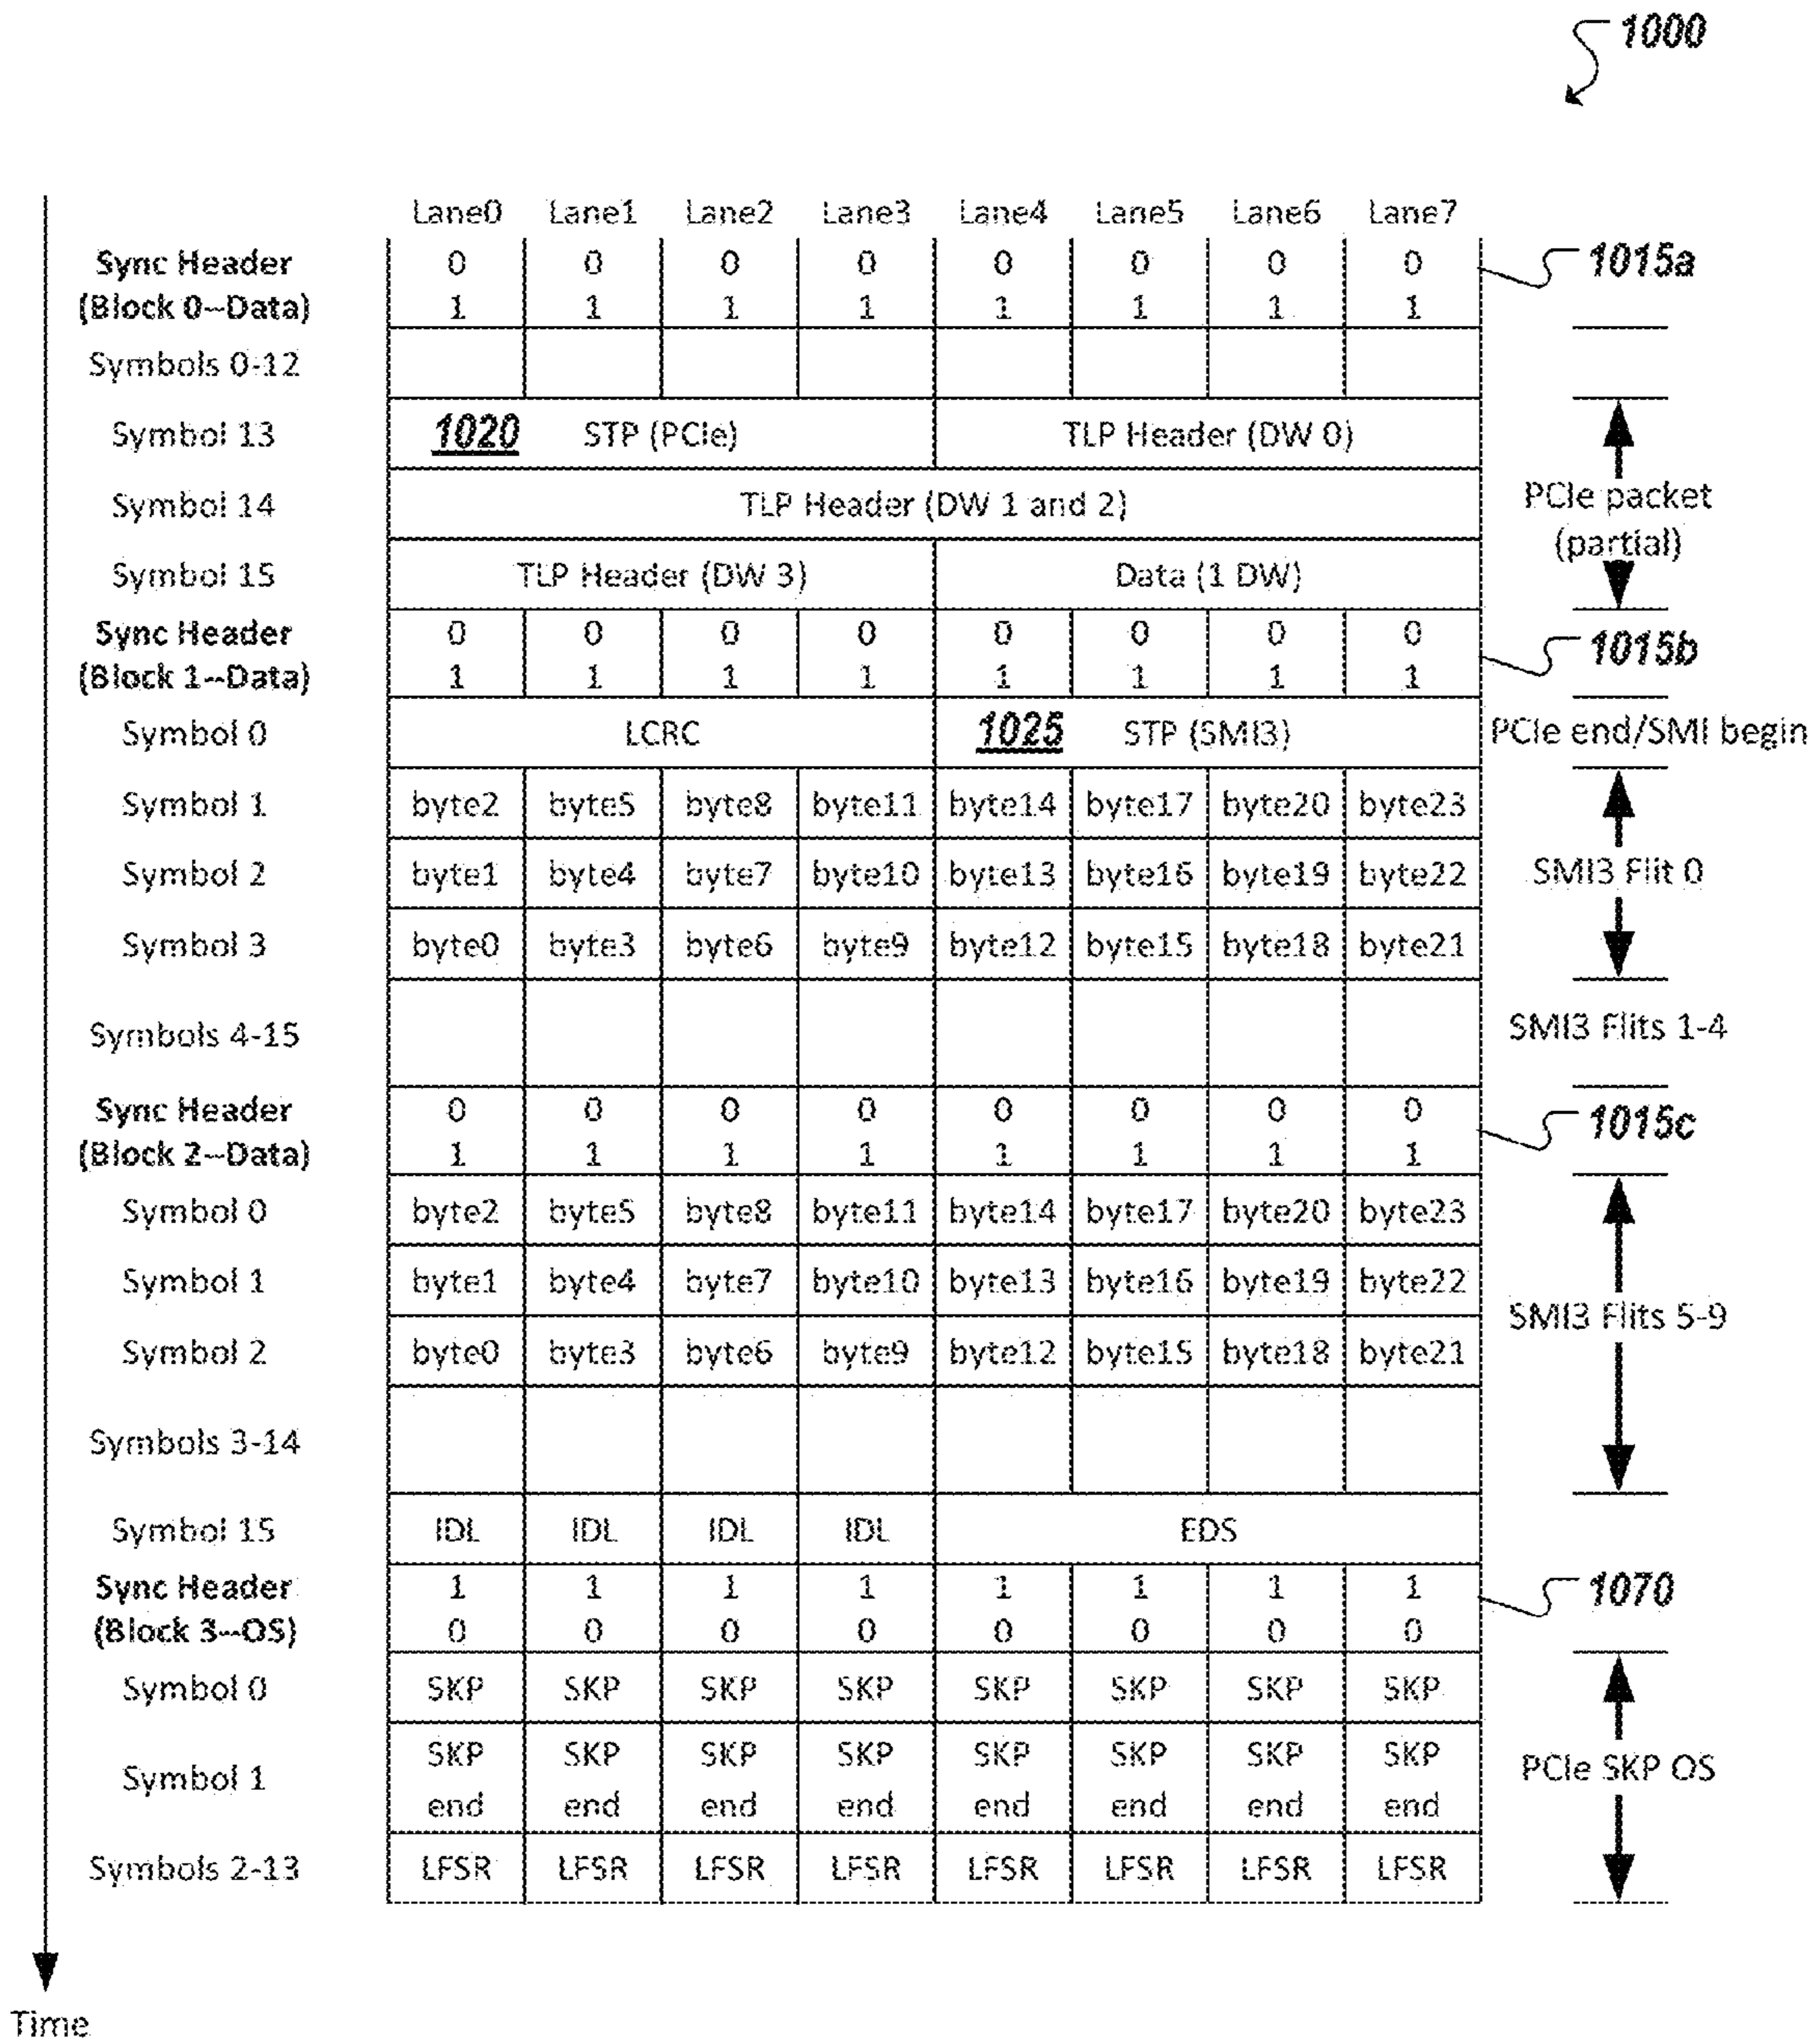 1000
Lane0 Lane1 Lane2 Lane3 Lane4 Lane5 Lane6 Lane7
Sync Header 0 0 0 0 0 0 0 0 1015a
(Block 0--Data) 1 1 1 1 1 1 1 1
Symbols 0-12
Symbol 13 1020 STP (PCIe) TLP Header (DW 0)
Symbol 14 TLP Header (DW 1 and 2) PCIe packet
(partial)
Symbol 15 TLP Header (DW 3) Data (1 DW)
Sync Header 0 0 0 0 0 0 0 0 1015b
(Block 1--Data) 1 1 1 1 1 1 1 1
Symbol 0 LCRC 1025 STP (SMI3) PCIe end/SMI begin
Symbol 1 byte2 byte5 byte8 byte11 byte14 byte17 byte20 byte23
Symbol 2 byte1 byte4 byte7 byte10 byte13 byte16 byte19 byte22 SMI3 Flit 0
Symbol 3 byte0 byte3 byte6 byte9 byte12 byte15 byte18 byte21
Symbols 4-15 SMI3 Flits 1-4
Sync Header 0 0 0 0 0 0 0 0 1015c
(Block 2--Data) 1 1 1 1 1 1 1 1
Symbol 0 byte2 byte5 byte8 byte11 byte14 byte17 byte20 byte23
Symbol 1 byte1 byte4 byte7 byte10 byte13 byte16 byte19 byte22
SMI3 Flits 5-9
Symbol 2 byte0 byte3 byte6 byte9 byte12 byte15 byte18 byte21
Symbols 3-14
Symbol 15 IDL IDL IDL IDL EDS
Sync Header 1 1 1 1 1 1 1 1 1070
(Block 3--OS) 0 0 0 0 0 0 0 0
Symbol 0 SKP SKP SKP SKP SKP SKP SKP SKP
SKP SKP SKP SKP SKP SKP SKP SKP
Symbol 1 PCIe SKP OS
end end end end end end end end
Symbols 2-13 LFSR LFSR LFSR LFSR LFSR LFSR LFSR LFSR
Time